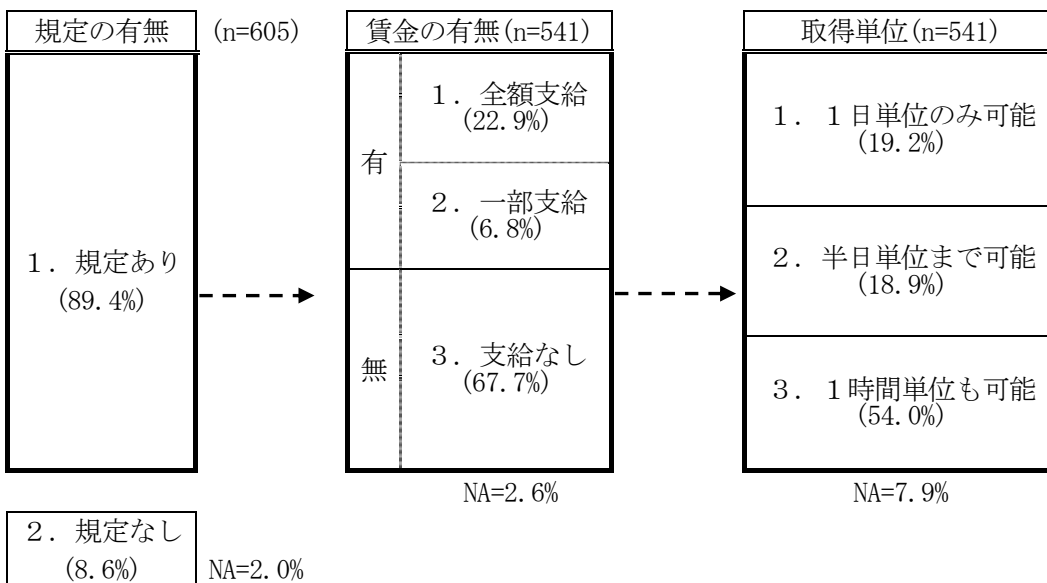 規定の有無 (n=605)
1. 規定あり
(89.4%)
2. 規定なし
(8.6%) NA=2.0%
賃金の有無(n=541)
有
1. 全額支給
(22.9%)
2. 一部支給
(6.8%)
無
3. 支給なし
(67.7%)
NA=2.6%
取得単位(n=541)
1. 1日単位のみ可能
(19.2%)
2. 半日単位まで可能
(18.9%)
3. 1時間単位も可能
(54.0%)
NA=7.9%